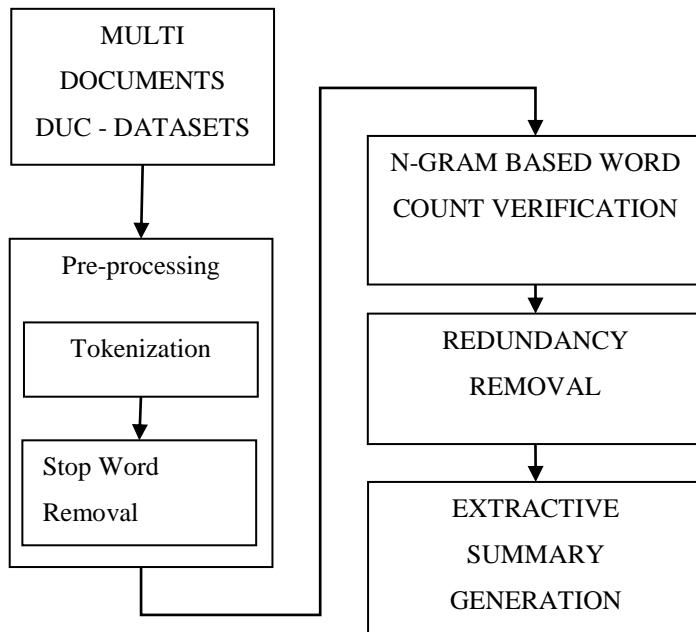 MULTI
DOCUMENTS
DUC - DATASETS
Pre-processing
Tokenization
Stop Word
Removal
N-GRAM BASED WORD
COUNT VERIFICATION
REDUNDANCY
REMOVAL
EXTRACTIVE
SUMMARY
GENERATION